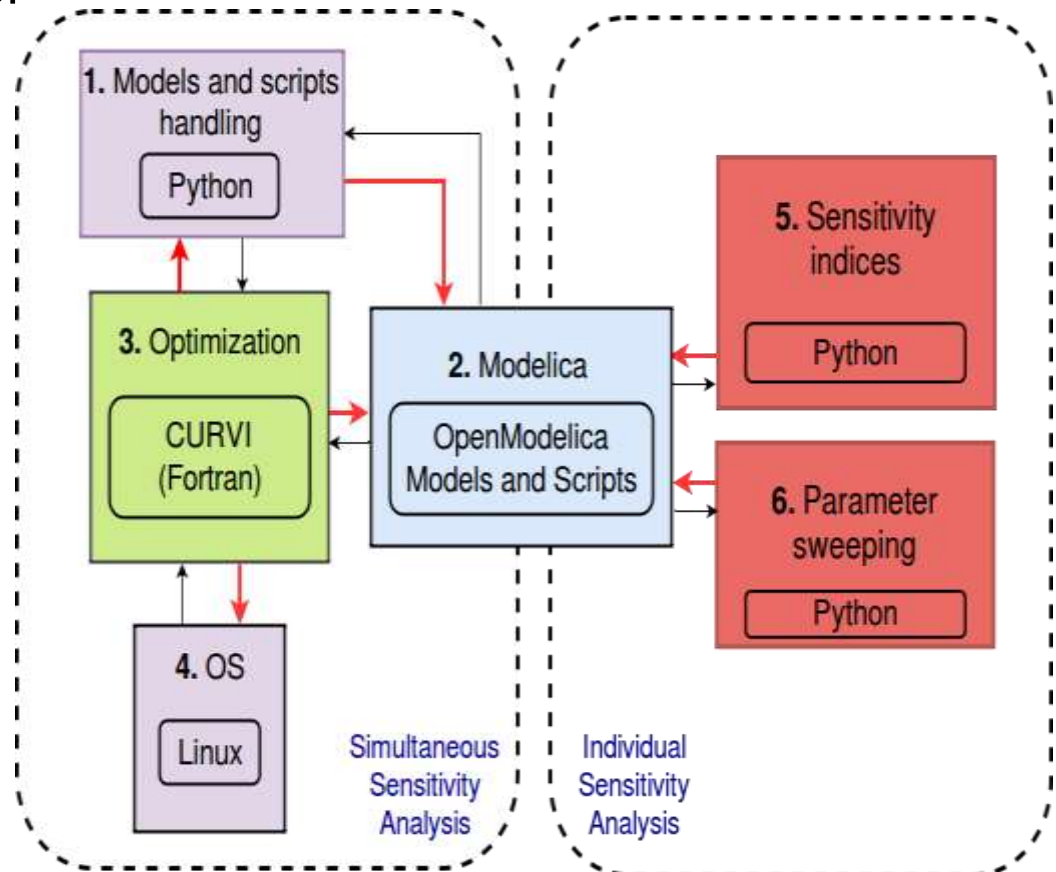 1. Models and scripts
handling
Python
3. Optimization
CURVI
(Fortran)
2. Modelica
OpenModelica
Models and Scripts
4. OS
Linux
Simultaneous
Sensitivity
Analysis
5. Sensitivity
indices
Python
6. Parameter
sweeping
Python
Individual
Sensitivity
Analysis